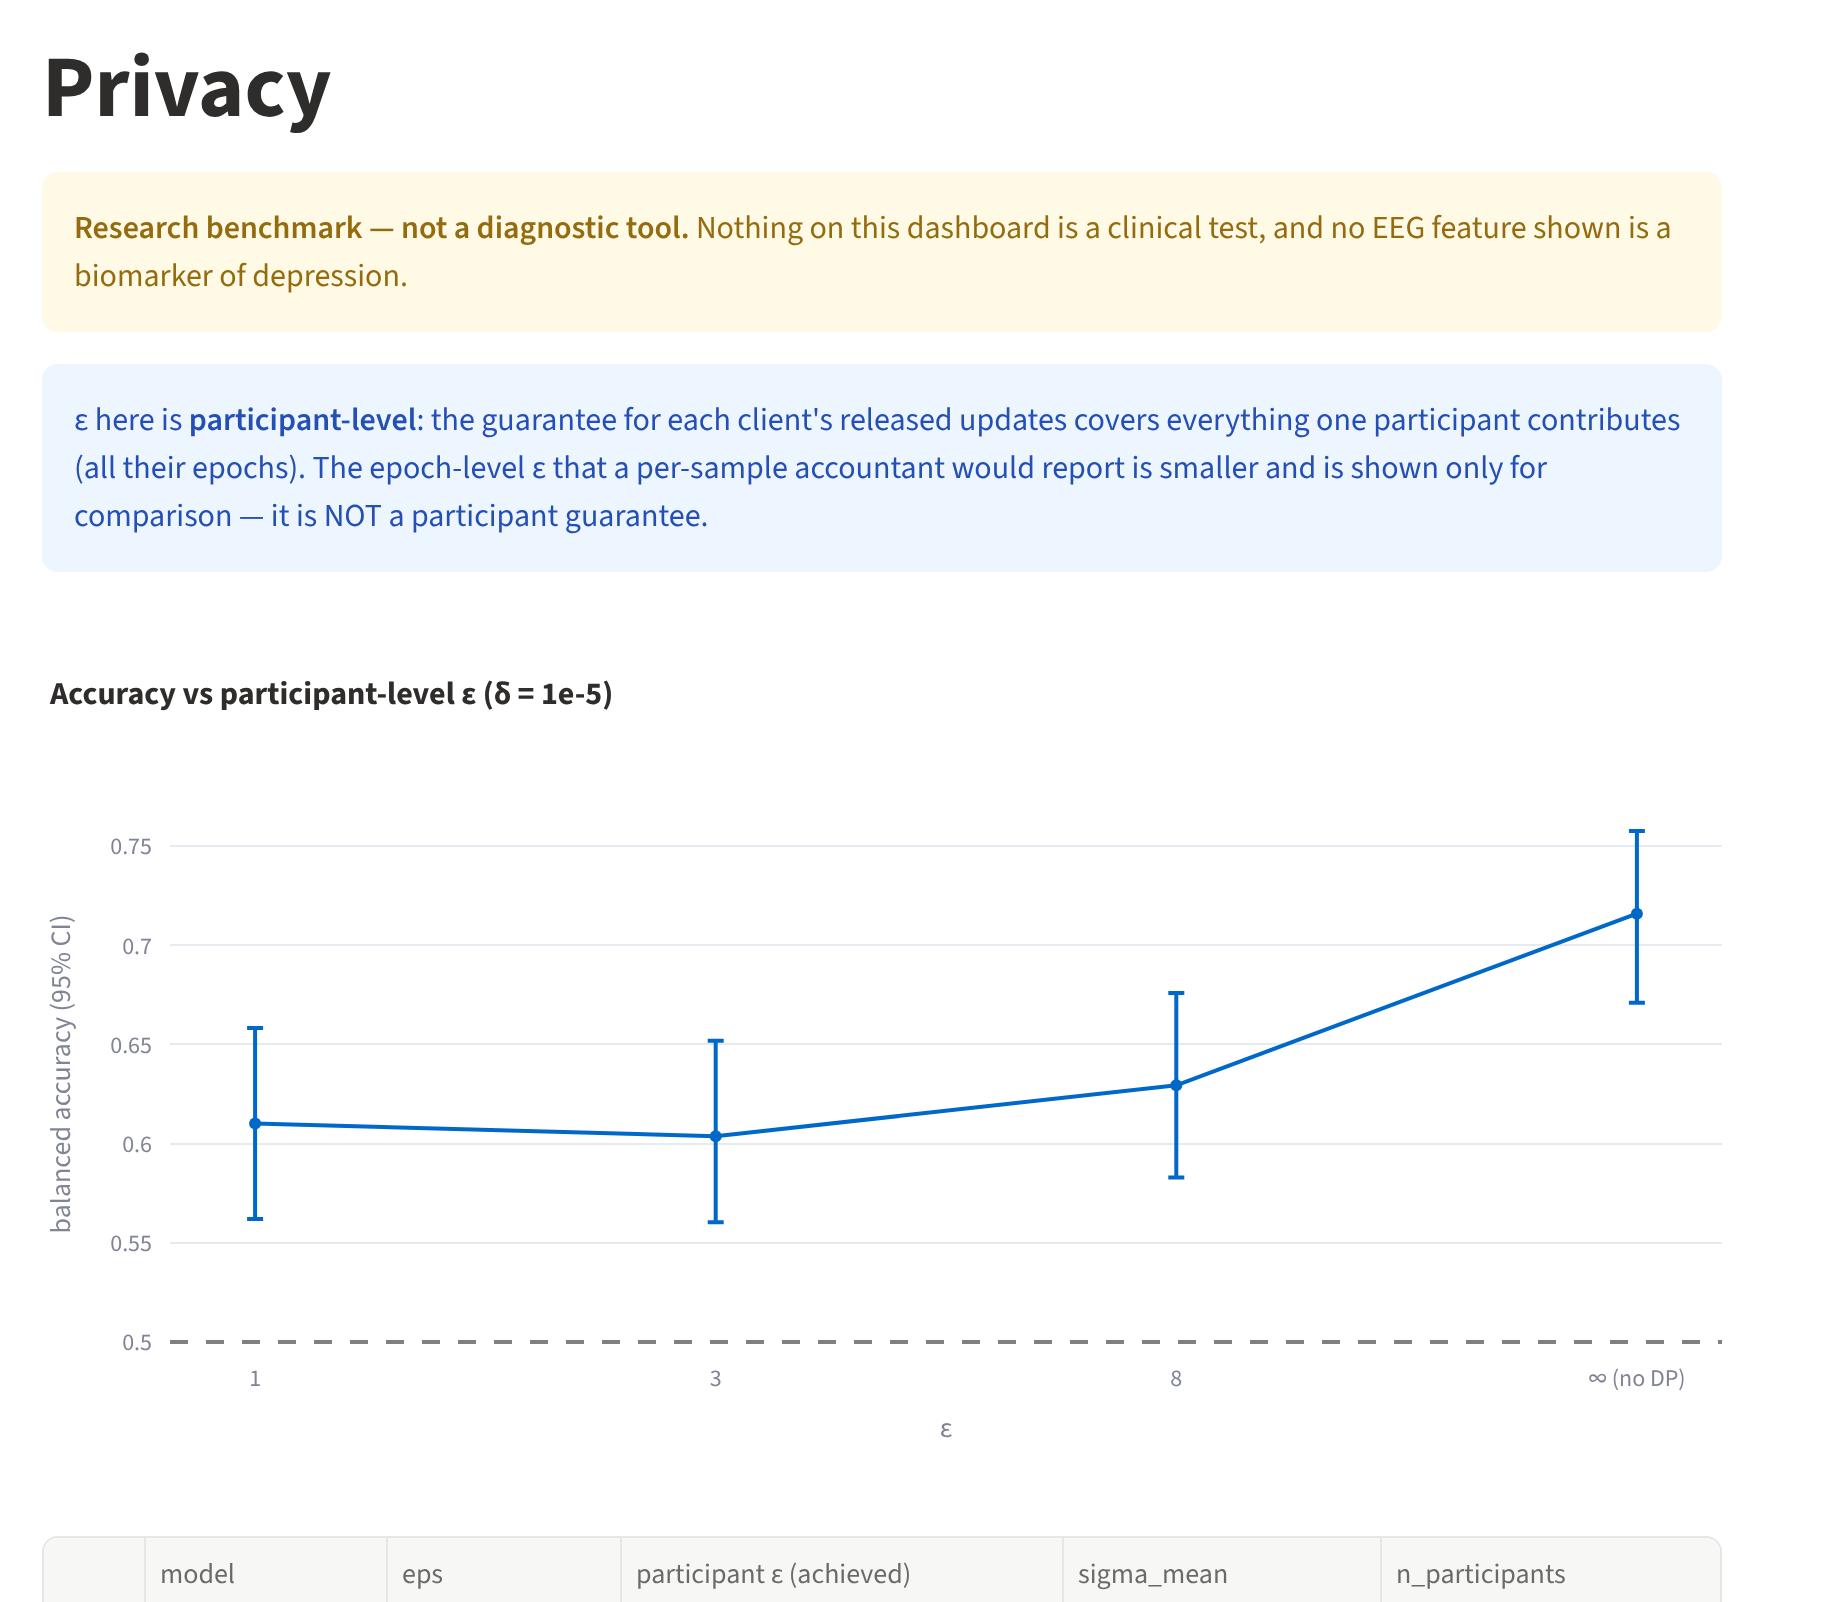 Privacy
Research benchmark — not a diagnostic tool. Nothing on this dashboard is a clinical test, and no EEG feature shown is a
biomarker of depression.
ε here is participant-level: the guarantee for each client's released updates covers everything one participant contributes
(all their epochs). The epoch-level ε that a per-sample accountant would report is smaller and is shown only for
comparison — it is NOT a participant guarantee.
Accuracy vs participant-level ε (δ = 1e-5)
balanced accuracy (95% CI)
0.75
0.7
0.65
0.6
0.55
0.5
1 3 8 ∞ (no DP)
ε
model eps participant ε (achieved) sigma_mean n_participants